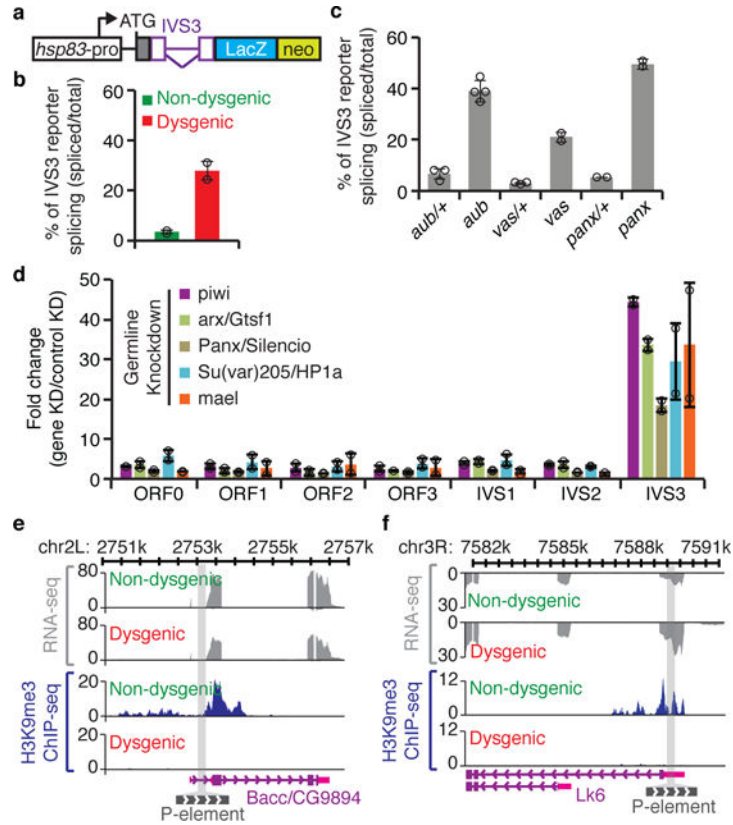 a
ATG
IVS3
hsp83-pro
LacZ
neo
b
% of IVS3 reporter
splicing (spliced/total)
60
40
20
0
Non-dysgenic
Dysgenic
c
% of IVS3 reporter
splicing (spliced/total)
60
40
20
0
aub/+
aub
vas/+
vas
panx/+
panx
d
Fold change
(gene KD/control KD)
50
40
30
20
10
0
Germline
Knockdown
piwi
arx/Gtsf1
Panx/Silencio
Su(var)205/HP1a
mael
ORF0
ORF1
ORF2
ORF3
IVS1
IVS2
IVS3
e
chr2L:
2751k
2753k
2755k
2757k
RNA-seq
80
0
Non-dysgenic
80
0
Dysgenic
H3K9me3
ChIP-seq
20
0
Non-dysgenic
20
0
Dysgenic
Bacc/CG9894
P-element
f
chr3R:
7582k
7585k
7588k
7591k
RNA-seq
0
30
Non-dysgenic
0
30
Dysgenic
H3K9me3
ChIP-seq
12
0
Non-dysgenic
12
0
Dysgenic
Lk6
P-element